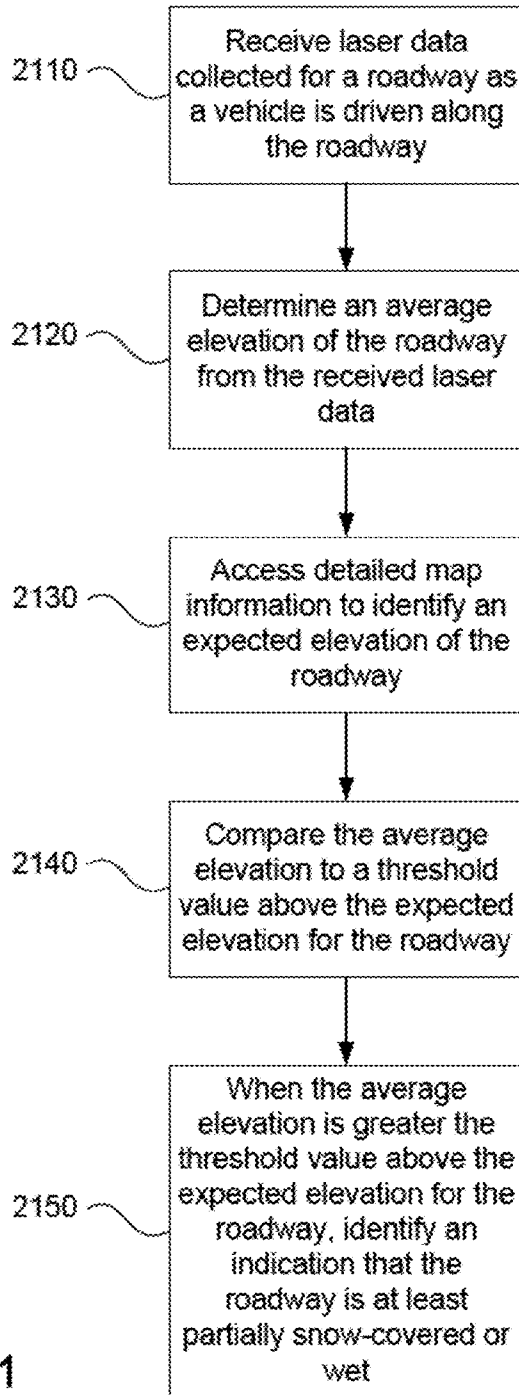 2110
Receive laser data
collected for a roadway as
a vehicle is driven along
the roadway
2120
Determine an average
elevation of the roadway
from the received laser
data
2130
Access detailed map
information to identify an
expected elevation of the
roadway
2140
Compare the average
elevation to a threshold
value above the expected
elevation for the roadway
2150
When the average
elevation is greater the
threshold value above the
expected elevation for the
roadway, identify an
indication that the
roadway is at least
partially snow-covered or
wet
1